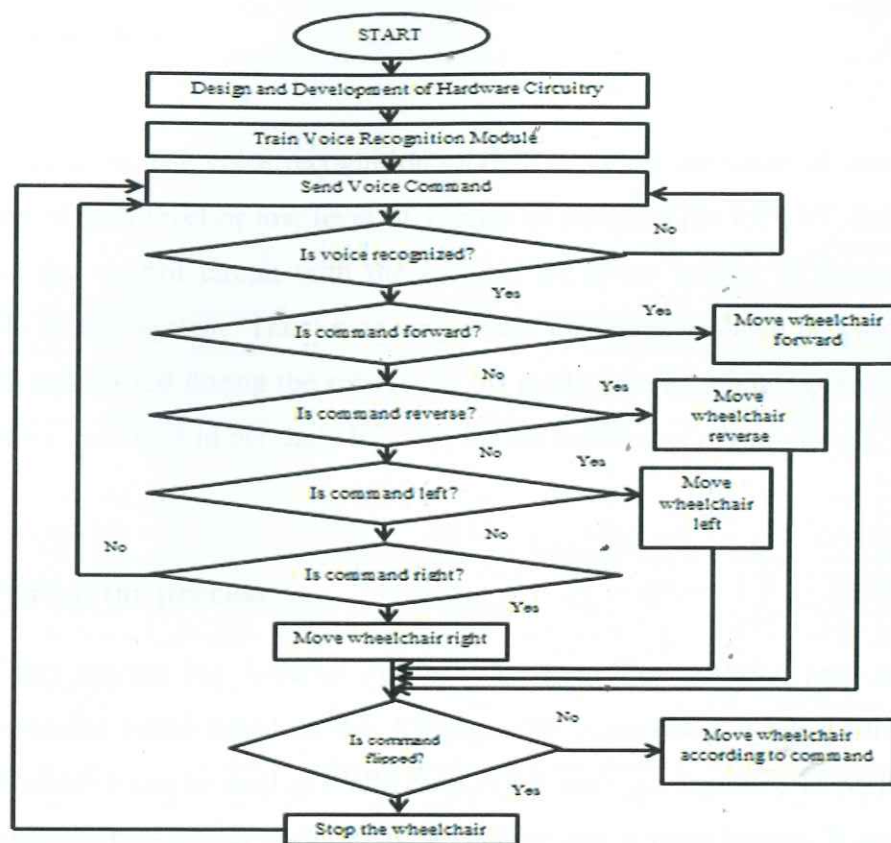 START
Design and Development of Hardware Circuitry
Train Voice Recognition Module
Send Voice Command
No
Is voice recognized?
Yes
Yes
Is command forward?
Move wheelchair
forward
No
Yes
Is command reverse?
Move
wheelchair
reverse
No
Yes
Is command left?
Move
wheelchair
left
No
No
Is command right?
Yes
Move wheelchair right
No
Is command
flipped?
Move wheelchair
according to command
Yes
Stop the wheelchair